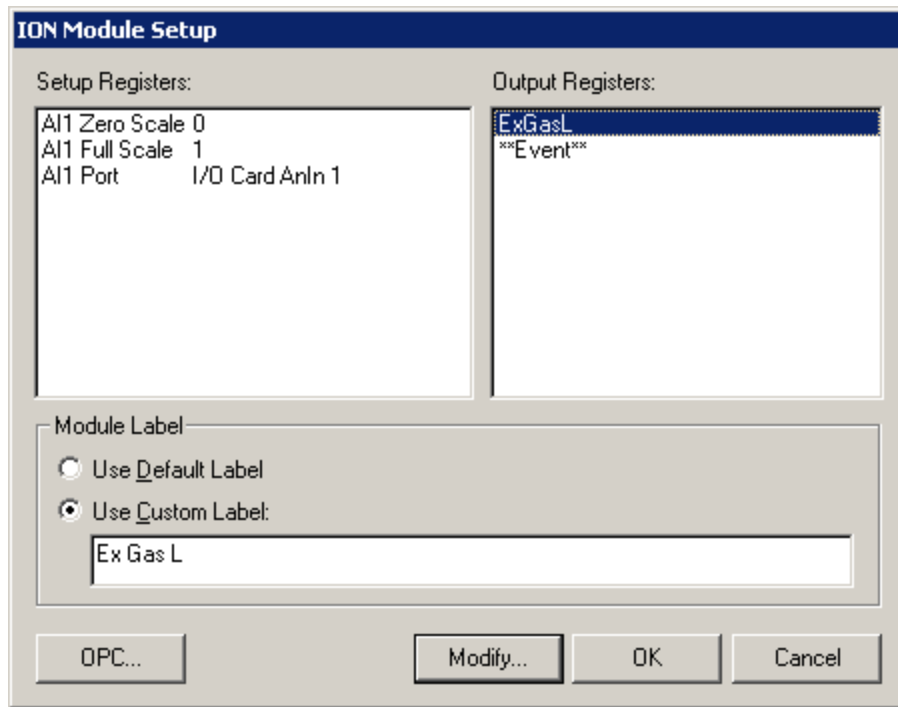 ION Module Setup
Setup Registers:
AI1 Zero Scale 0
AI1 Full Scale 1
AI1 Port I/O Card AnIn 1
Output Registers:
ExGasL
**Event**
Module Label
Use Default Label
Use Custom Label:
Ex Gas L
OPC...
Modify...
OK
Cancel